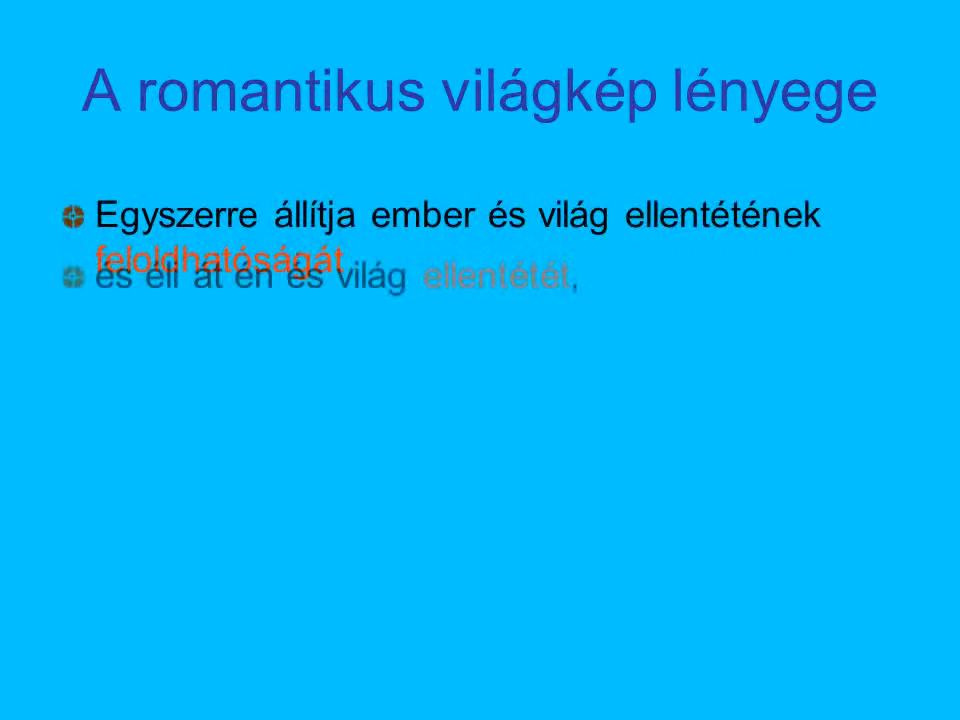 A romantikus világkép lényege
Egyszerre állítja ember és világ ellentétének
feloldhatóságát
és éli át én és világ ellentétét,